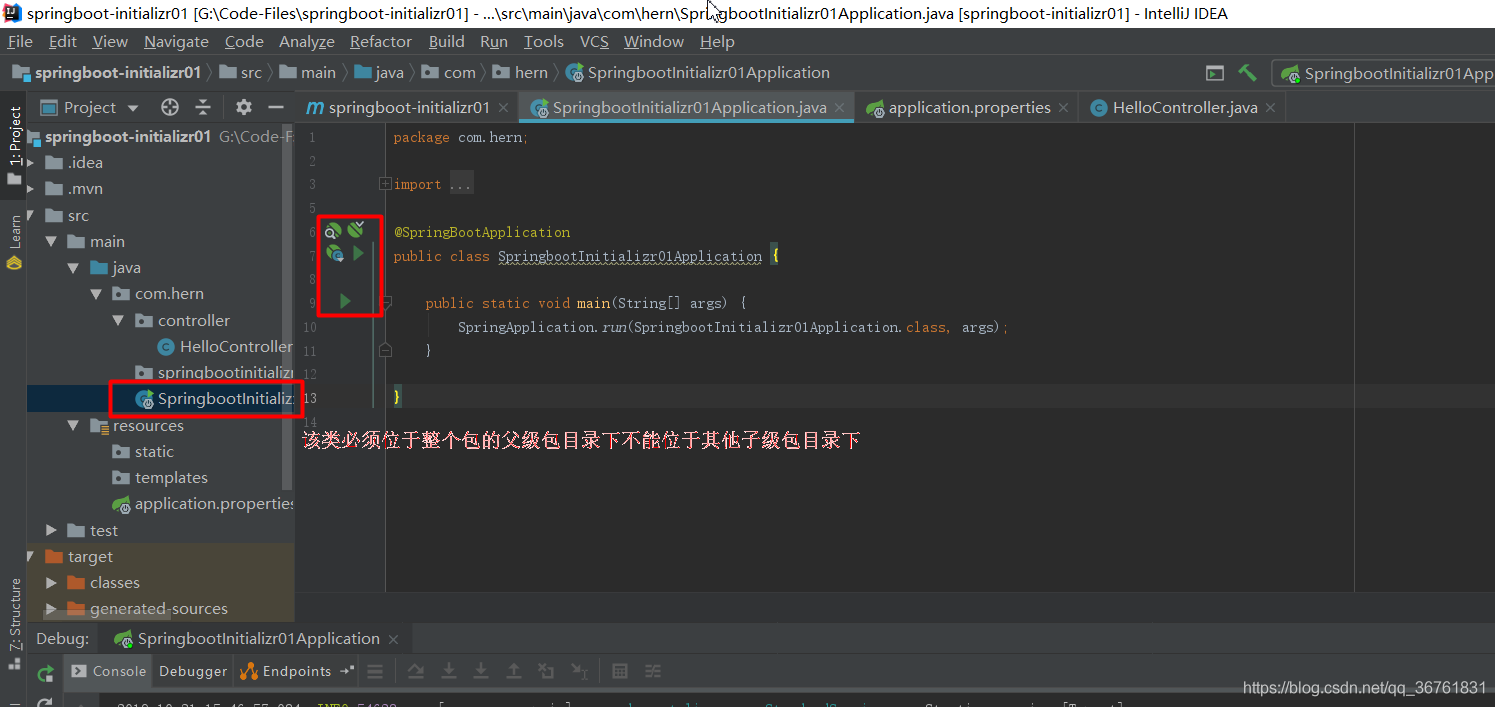 springboot-initializr01 [G:\Code-Files\springboot-initializr01] - ...\src\main\java\com\hern\SpringbootInitializr01Application.java [springboot-initializr01] - IntelliJ IDEA
File Edit View Navigate Code Analyze Refactor Build Run Tools VCS Window Help
springboot-initializr01 src main java com hern SpringbootInitializr01Application SpringbootInitializr01App
Project springboot-initializr01 SpringbootInitializr01Application.java application.properties HelloController.java
1: Project
Learn
Z: Structure
springboot-initializr01 G:\Code-F
.idea
.mvn
src
main
java
com.hern
controller
HelloController
springbootinitializr
SpringbootInitializ
resources
static
templates
application.properties
test
target
classes
generated-sources
1 package com.hern;
2
3 import ...
5
6 @SpringBootApplication
7 public class SpringbootInitializr01Application {
8
9 public static void main(String[] args) {
10 SpringApplication.run(SpringbootInitializr01Application.class, args);
11 }
12
13 }
14
该类必须位于整个包的父级包目录下不能位于其他子级包目录下
Debug: SpringbootInitializr01Application
Console Debugger Endpoints
https://blog.csdn.net/qq_36761831